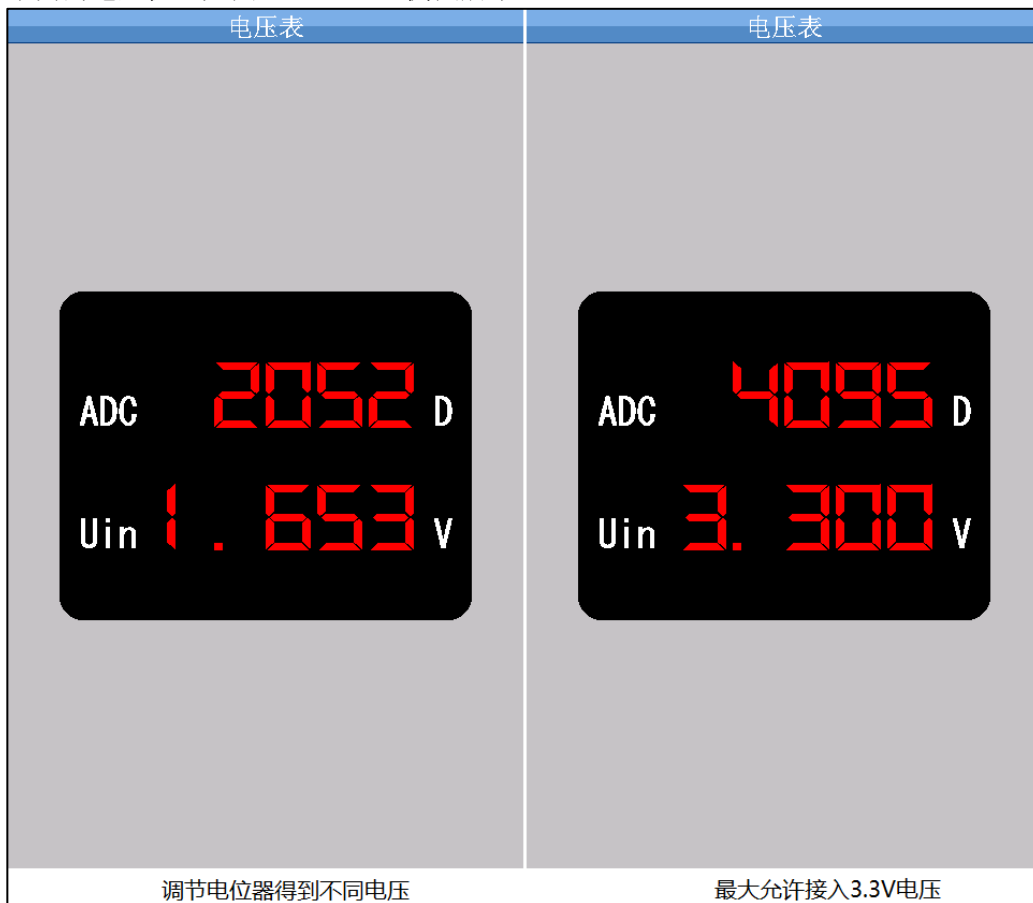 电压表
ADC 2052 D
Uin 1.653 V
调节电位器得到不同电压
电压表
ADC 4095 D
Uin 3.300 V
最大允许接入3.3V电压